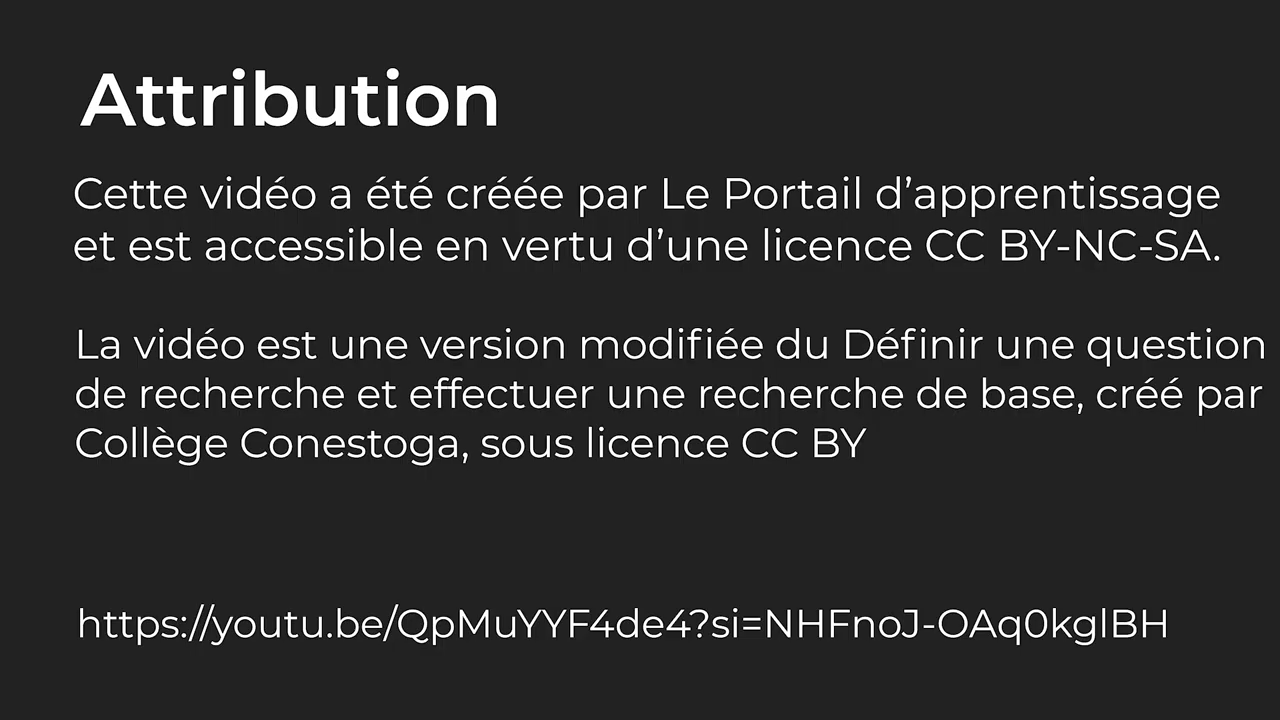 Attribution
Cette vidéo a été créée par Le Portail d’apprentissage
et est accessible en vertu d’une licence CC BY-NC-SA.
La vidéo est une version modifiée du Définir une question
de recherche et effectuer une recherche de base, créé par
Collège Conestoga, sous licence CC BY
https://youtu.be/QpMuYYF4de4?si=NHFnoJ-OAq0kglBH